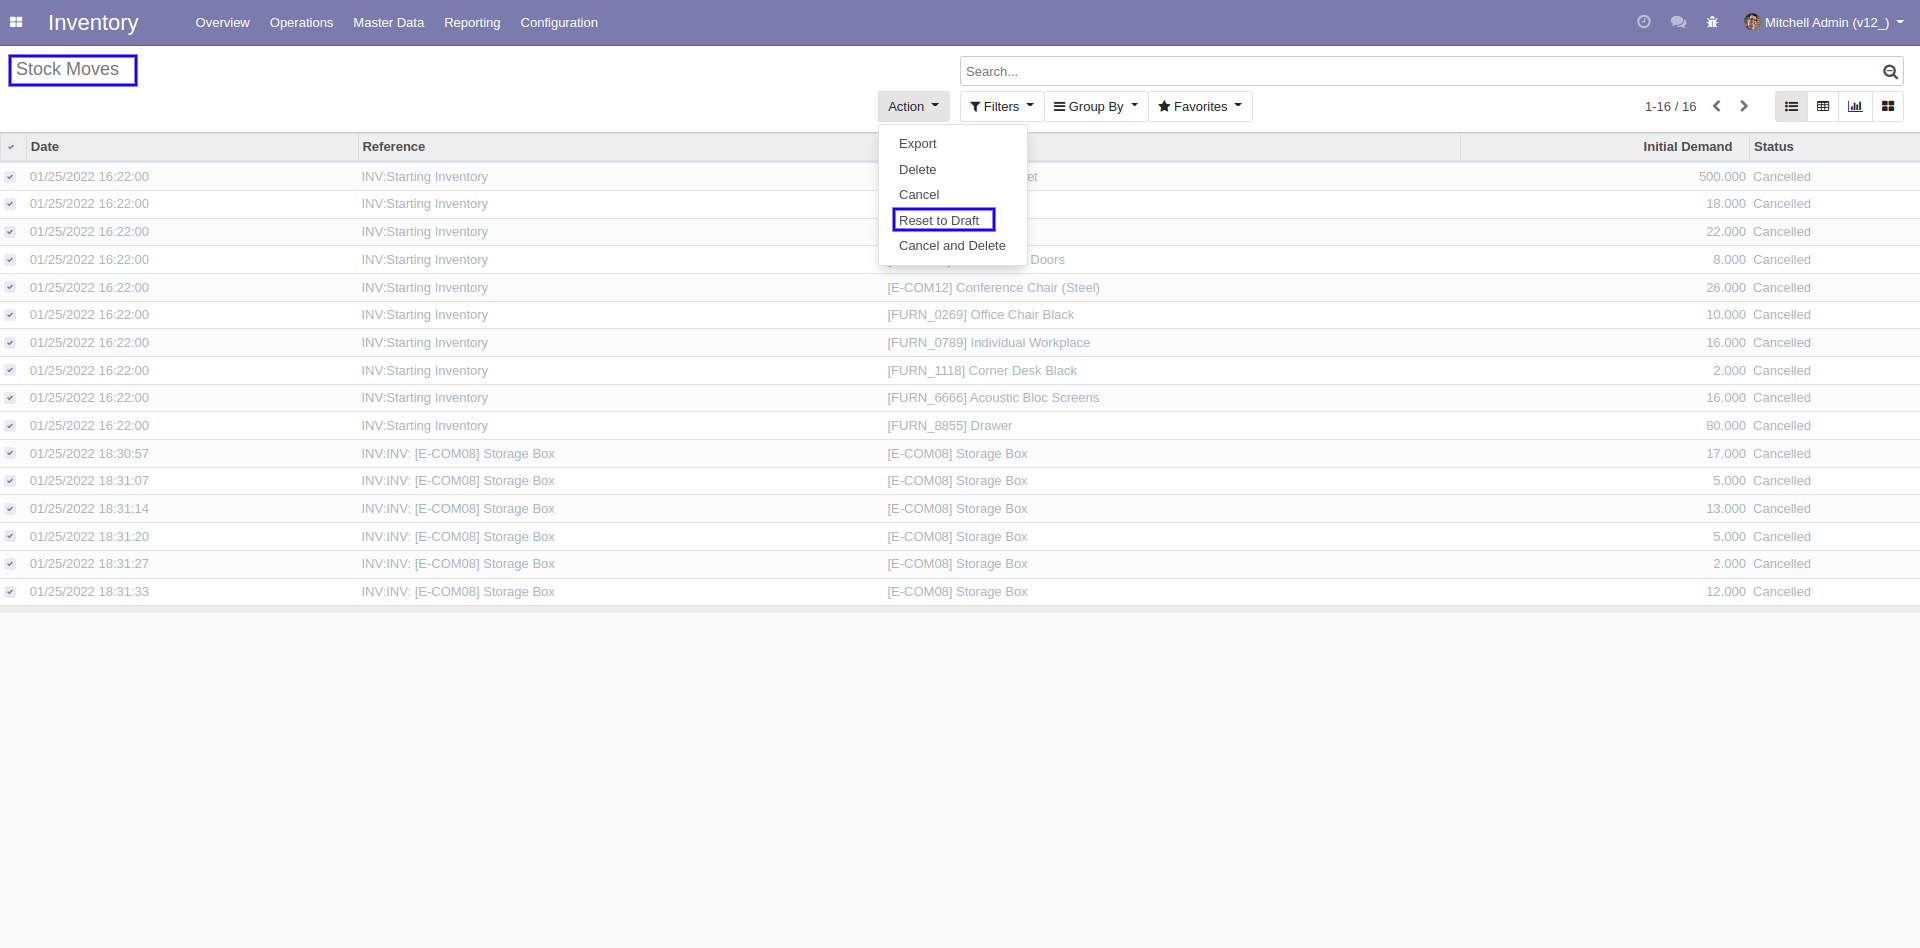 Inventory Overview Operations Master Data Reporting Configuration Mitchell Admin (v12_)
Stock Moves
Search...
Action Filters Group By Favorites 1-16 / 16
Export
Delete
Cancel
Reset to Draft
Cancel and Delete
Date Reference Initial Demand Status
01/25/2022 16:22:00 INV:Starting Inventory 500.000 Cancelled
01/25/2022 16:22:00 INV:Starting Inventory 18.000 Cancelled
01/25/2022 16:22:00 INV:Starting Inventory 22.000 Cancelled
01/25/2022 16:22:00 INV:Starting Inventory Doors 8.000 Cancelled
01/25/2022 16:22:00 INV:Starting Inventory [E-COM12] Conference Chair (Steel) 26.000 Cancelled
01/25/2022 16:22:00 INV:Starting Inventory [FURN_0269] Office Chair Black 10.000 Cancelled
01/25/2022 16:22:00 INV:Starting Inventory [FURN_0789] Individual Workplace 16.000 Cancelled
01/25/2022 16:22:00 INV:Starting Inventory [FURN_1118] Corner Desk Black 2.000 Cancelled
01/25/2022 16:22:00 INV:Starting Inventory [FURN_6666] Acoustic Bloc Screens 16.000 Cancelled
01/25/2022 16:22:00 INV:Starting Inventory [FURN_8855] Drawer 80.000 Cancelled
01/25/2022 18:30:57 INV:INV: [E-COM08] Storage Box [E-COM08] Storage Box 17.000 Cancelled
01/25/2022 18:31:07 INV:INV: [E-COM08] Storage Box [E-COM08] Storage Box 5.000 Cancelled
01/25/2022 18:31:14 INV:INV: [E-COM08] Storage Box [E-COM08] Storage Box 13.000 Cancelled
01/25/2022 18:31:20 INV:INV: [E-COM08] Storage Box [E-COM08] Storage Box 5.000 Cancelled
01/25/2022 18:31:27 INV:INV: [E-COM08] Storage Box [E-COM08] Storage Box 2.000 Cancelled
01/25/2022 18:31:33 INV:INV: [E-COM08] Storage Box [E-COM08] Storage Box 12.000 Cancelled